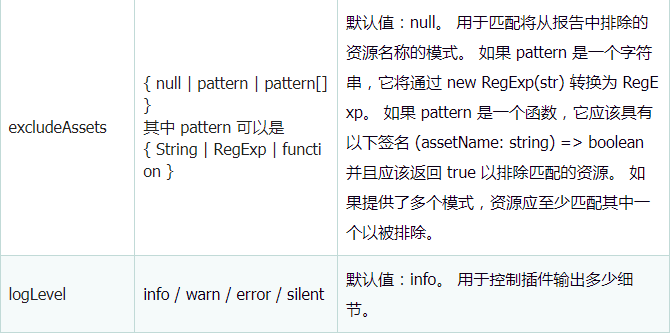 excludeAssets
{ null | pattern | pattern[]
}
其中 pattern 可以是
{ String | RegExp | functi
on }
默认值：null。 用于匹配将从报告中排除的
资源名称的模式。 如果 pattern 是一个字符
串，它将通过 new RegExp(str) 转换为 RegE
xp。 如果 pattern 是一个函数，它应该具有
以下签名 (assetName: string) => boolean
并且应该返回 true 以排除匹配的资源。 如
果提供了多个模式，资源应至少匹配其中一
个以被排除。
logLevel
info / warn / error / silent
默认值：info。 用于控制插件输出多少细
节。